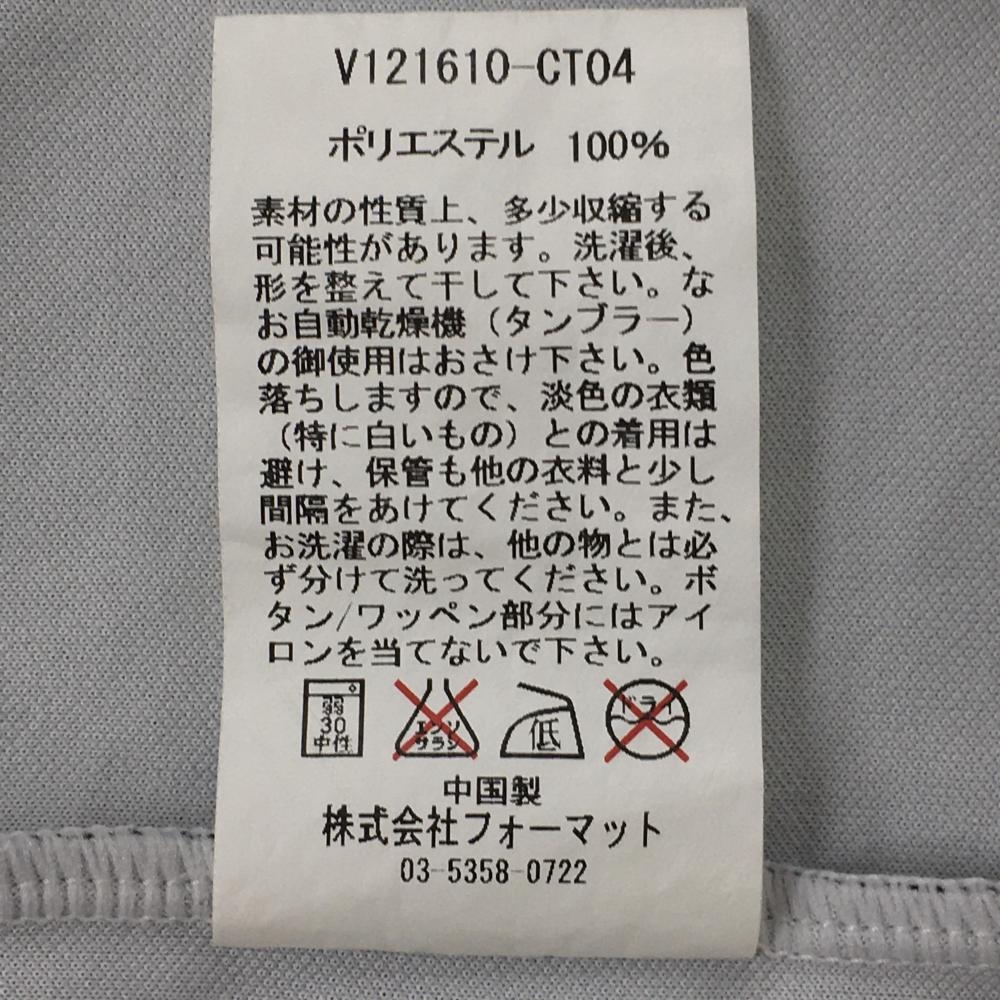 V121610-CT04
ポリエステル 100%
素材の性質上、多少収縮する
可能性があります。洗濯後、
形を整えて干して下さい。な
お自動乾燥機（タンブラー）
の御使用はおさけ下さい。色
落ちしますので、淡色の衣類
（特に白いもの）との着用は
避け、保管も他の衣料と少し
間隔をあけてください。また、
お洗濯の際は、他の物とは必
ず分けて洗ってください。ボ
タン/ワッペン部分にはアイ
ロンを当てないで下さい。
弱
30
中性
エンソ
サラシ
低
ドライ
中国製
株式会社フォーマット
03-5358-0722